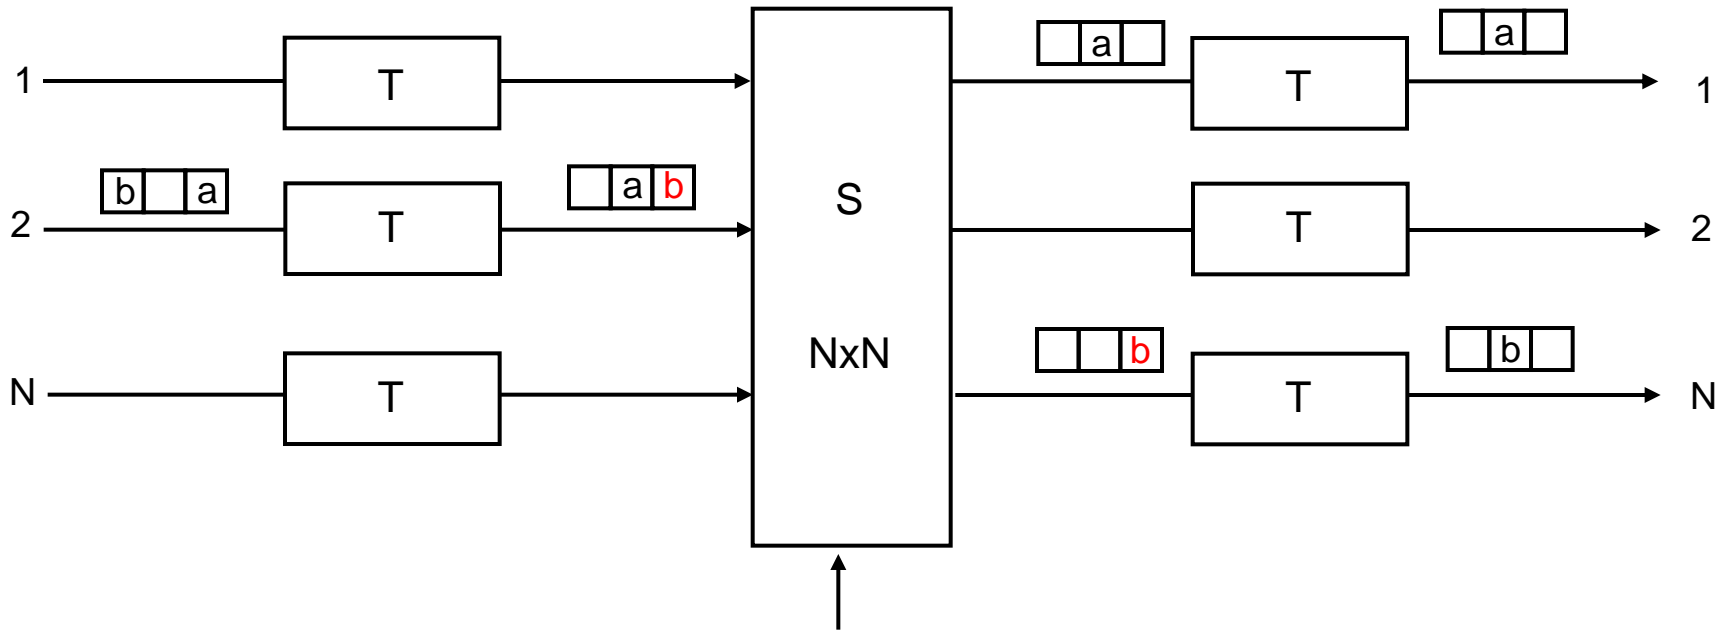 a a
1 T T 1
b a a b
2 T S T 2
NxN
b b
N T T N